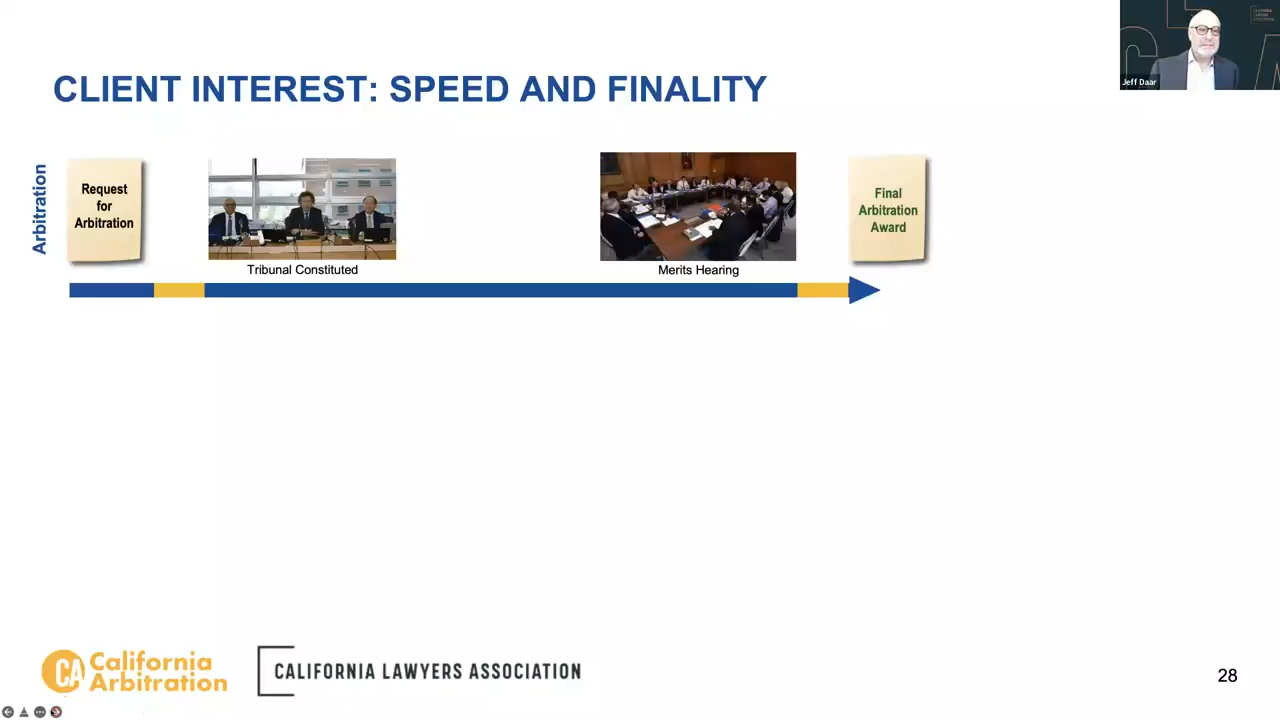 CLIENT INTEREST: SPEED AND FINALITY
Jeff Daar
Arbitration
Request
for
Arbitration
Tribunal Constituted
Merits Hearing
Final
Arbitration
Award
CA California
Arbitration
CALIFORNIA LAWYERS ASSOCIATION
28